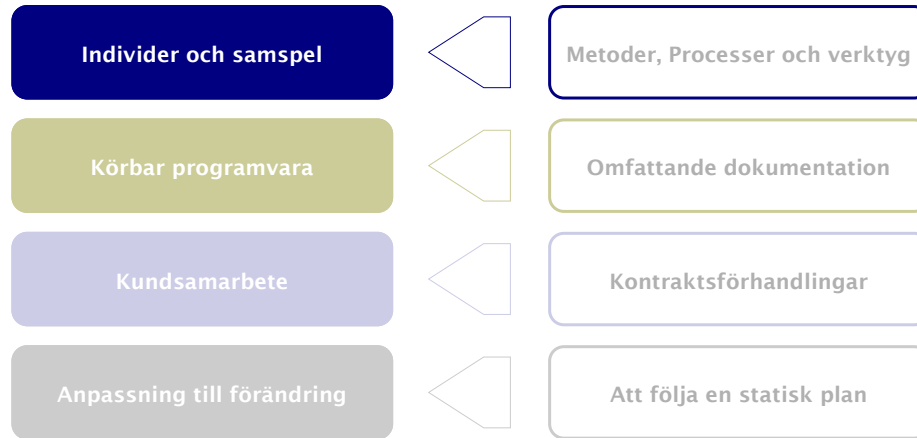 Individer och samspel
Metoder, Processer och verktyg
Körbar programvara
Omfattande dokumentation
Kundsamarbete
Kontraktsförhandlingar
Anpassning till förändring
Att följa en statisk plan